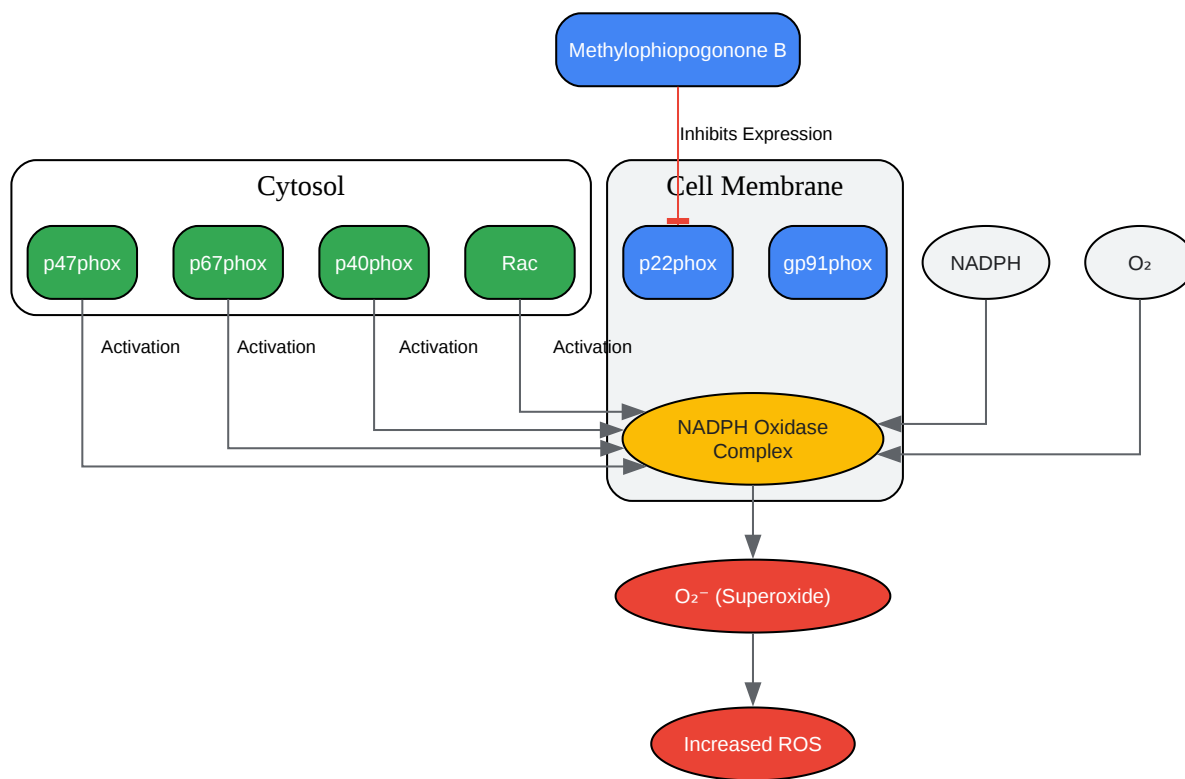 Methylophiopogonone B
Inhibits Expression
Cytosol
Cell Membrane
p47phox
p67phox
p40phox
Rac
p22phox
gp91phox
NADPH
O₂
Activation
Activation
Activation
Activation
NADPH Oxidase
Complex
O₂⁻ (Superoxide)
Increased ROS